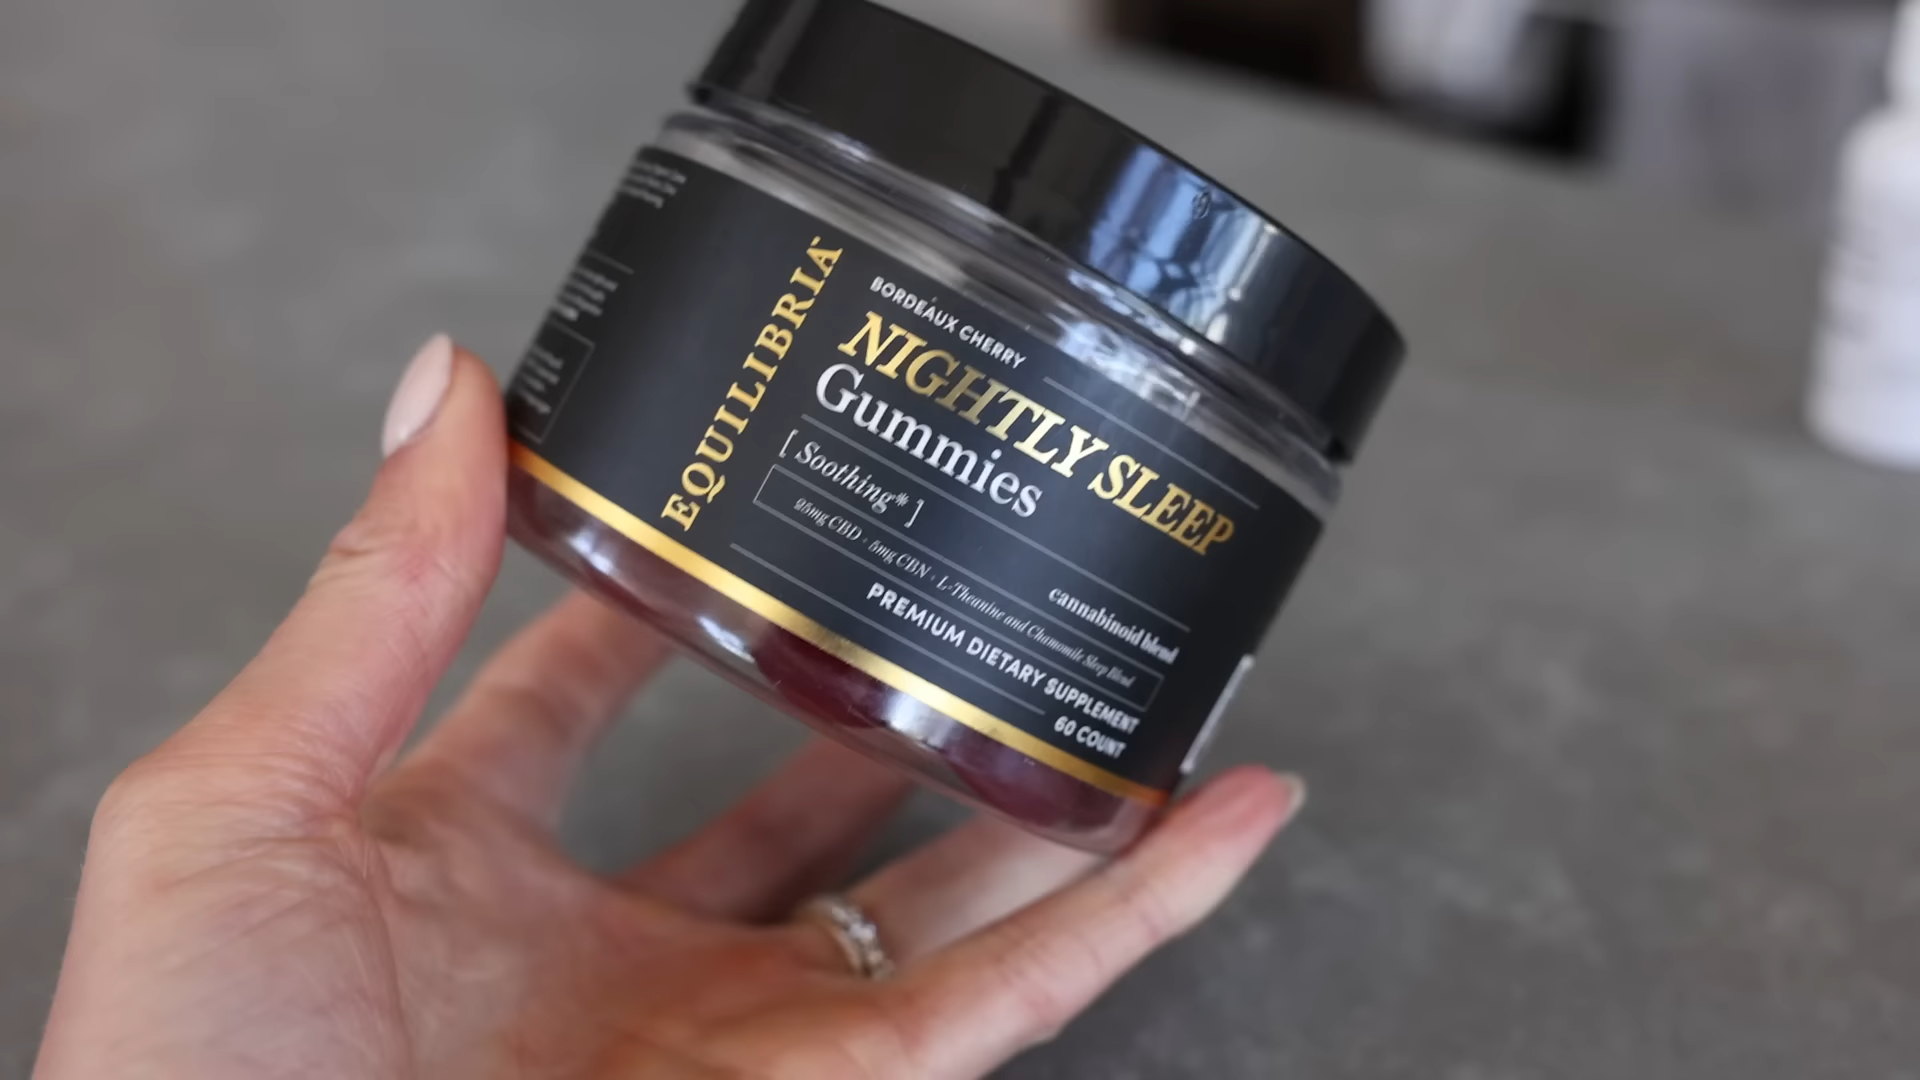 EQUILIBRIA
BORDEAUX CHERRY
NIGHTLY SLEEP
Gummies
[ Soothing* ]
cannabinoid blend
25mg CBD · 5mg CBN · L-Theanine and Chamomile Sleep Blend
PREMIUM DIETARY SUPPLEMENT
60 COUNT